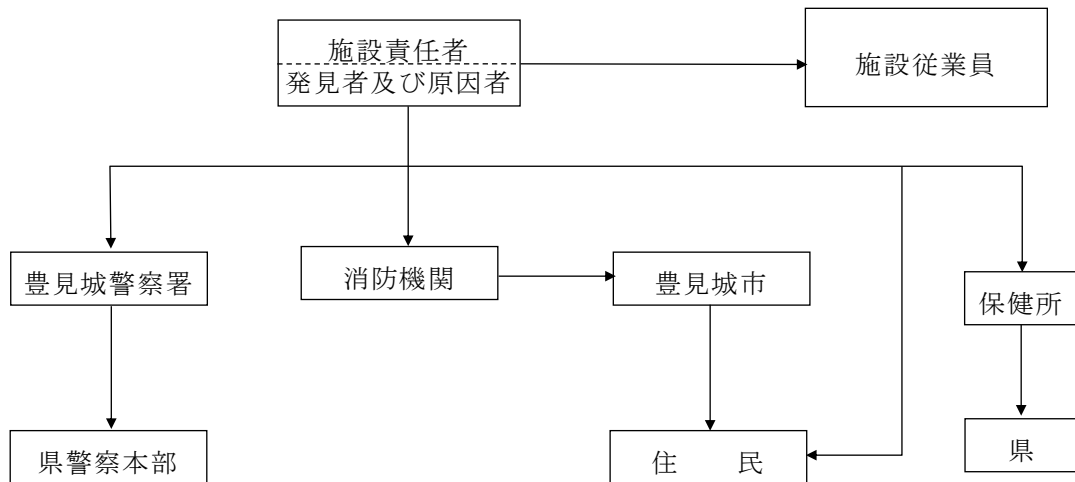 施設責任者
発見者及び原因者
施設従業員
豊見城警察署
消防機関
豊見城市
保健所
県警察本部
住　　民
県